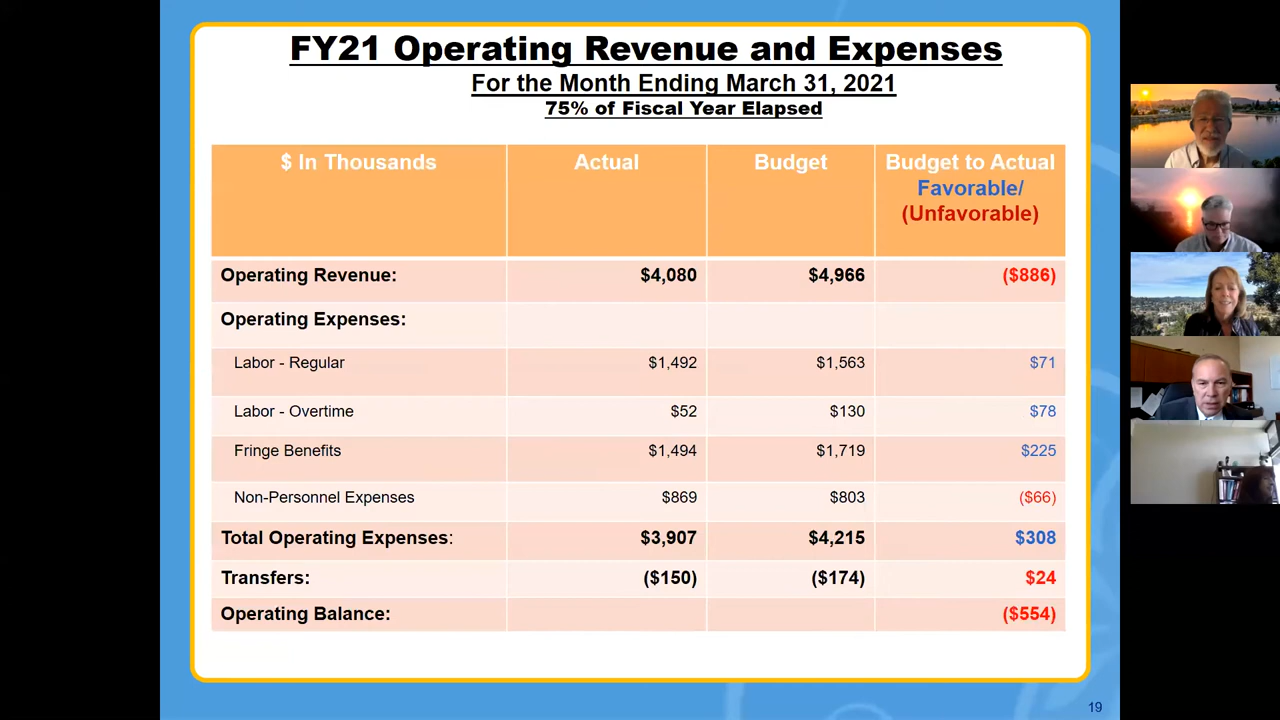 FY21 Operating Revenue and Expenses
For the Month Ending March 31, 2021
75% of Fiscal Year Elapsed
$ In Thousands Actual Budget Budget to Actual
Favorable/
(Unfavorable)
Operating Revenue: $4,080 $4,966 ($886)
Operating Expenses:
Labor - Regular $1,492 $1,563 $71
Labor - Overtime $52 $130 $78
Fringe Benefits $1,494 $1,719 $225
Non-Personnel Expenses $869 $803 ($66)
Total Operating Expenses: $3,907 $4,215 $308
Transfers: ($150) ($174) $24
Operating Balance: ($554)
19